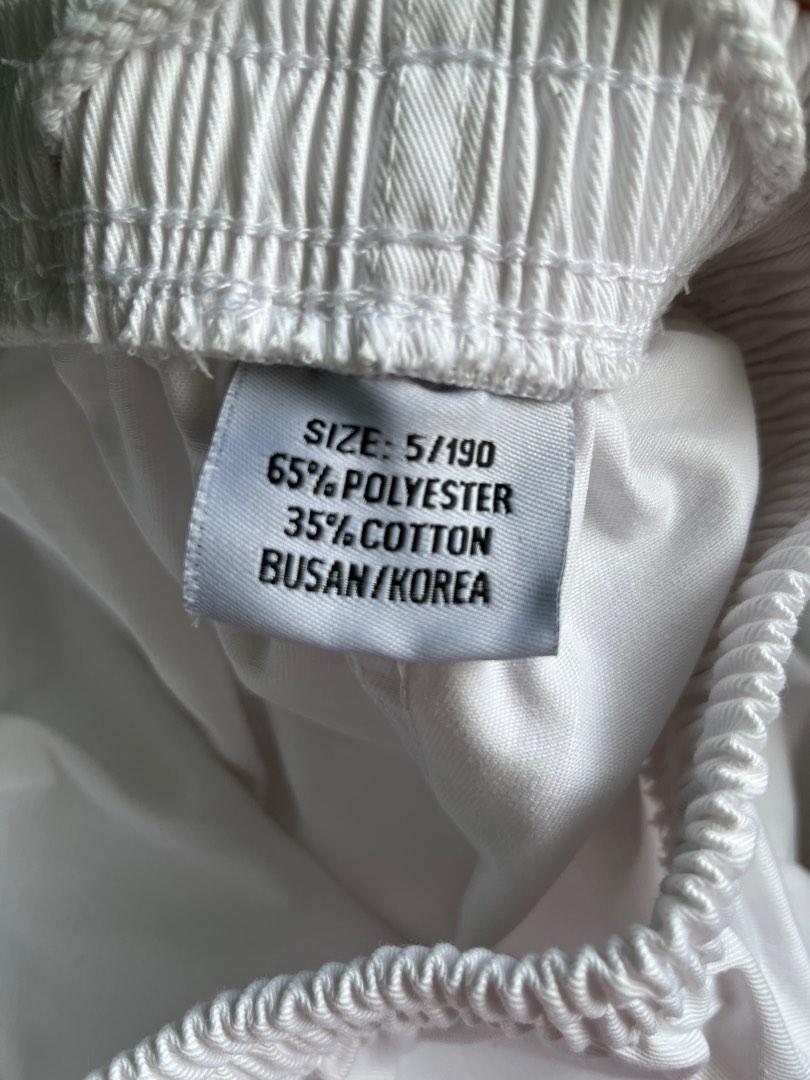 SIZE: 5/190
65% POLYESTER
35% COTTON
BUSAN/KOREA